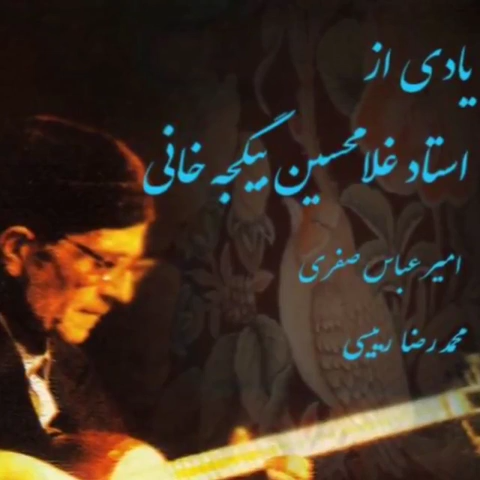 یادی از
استاد غلامحسین بیگجه خانی
امیر عباس صفری
محمد رضا رییسی